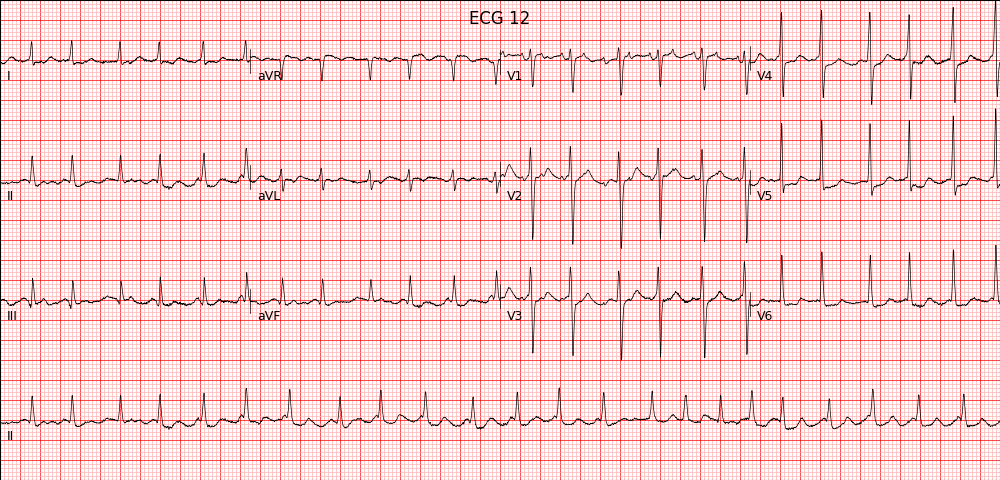 ECG 12
I aVR V1 V4
II aVL V2 V5
III aVF V3 V6
II